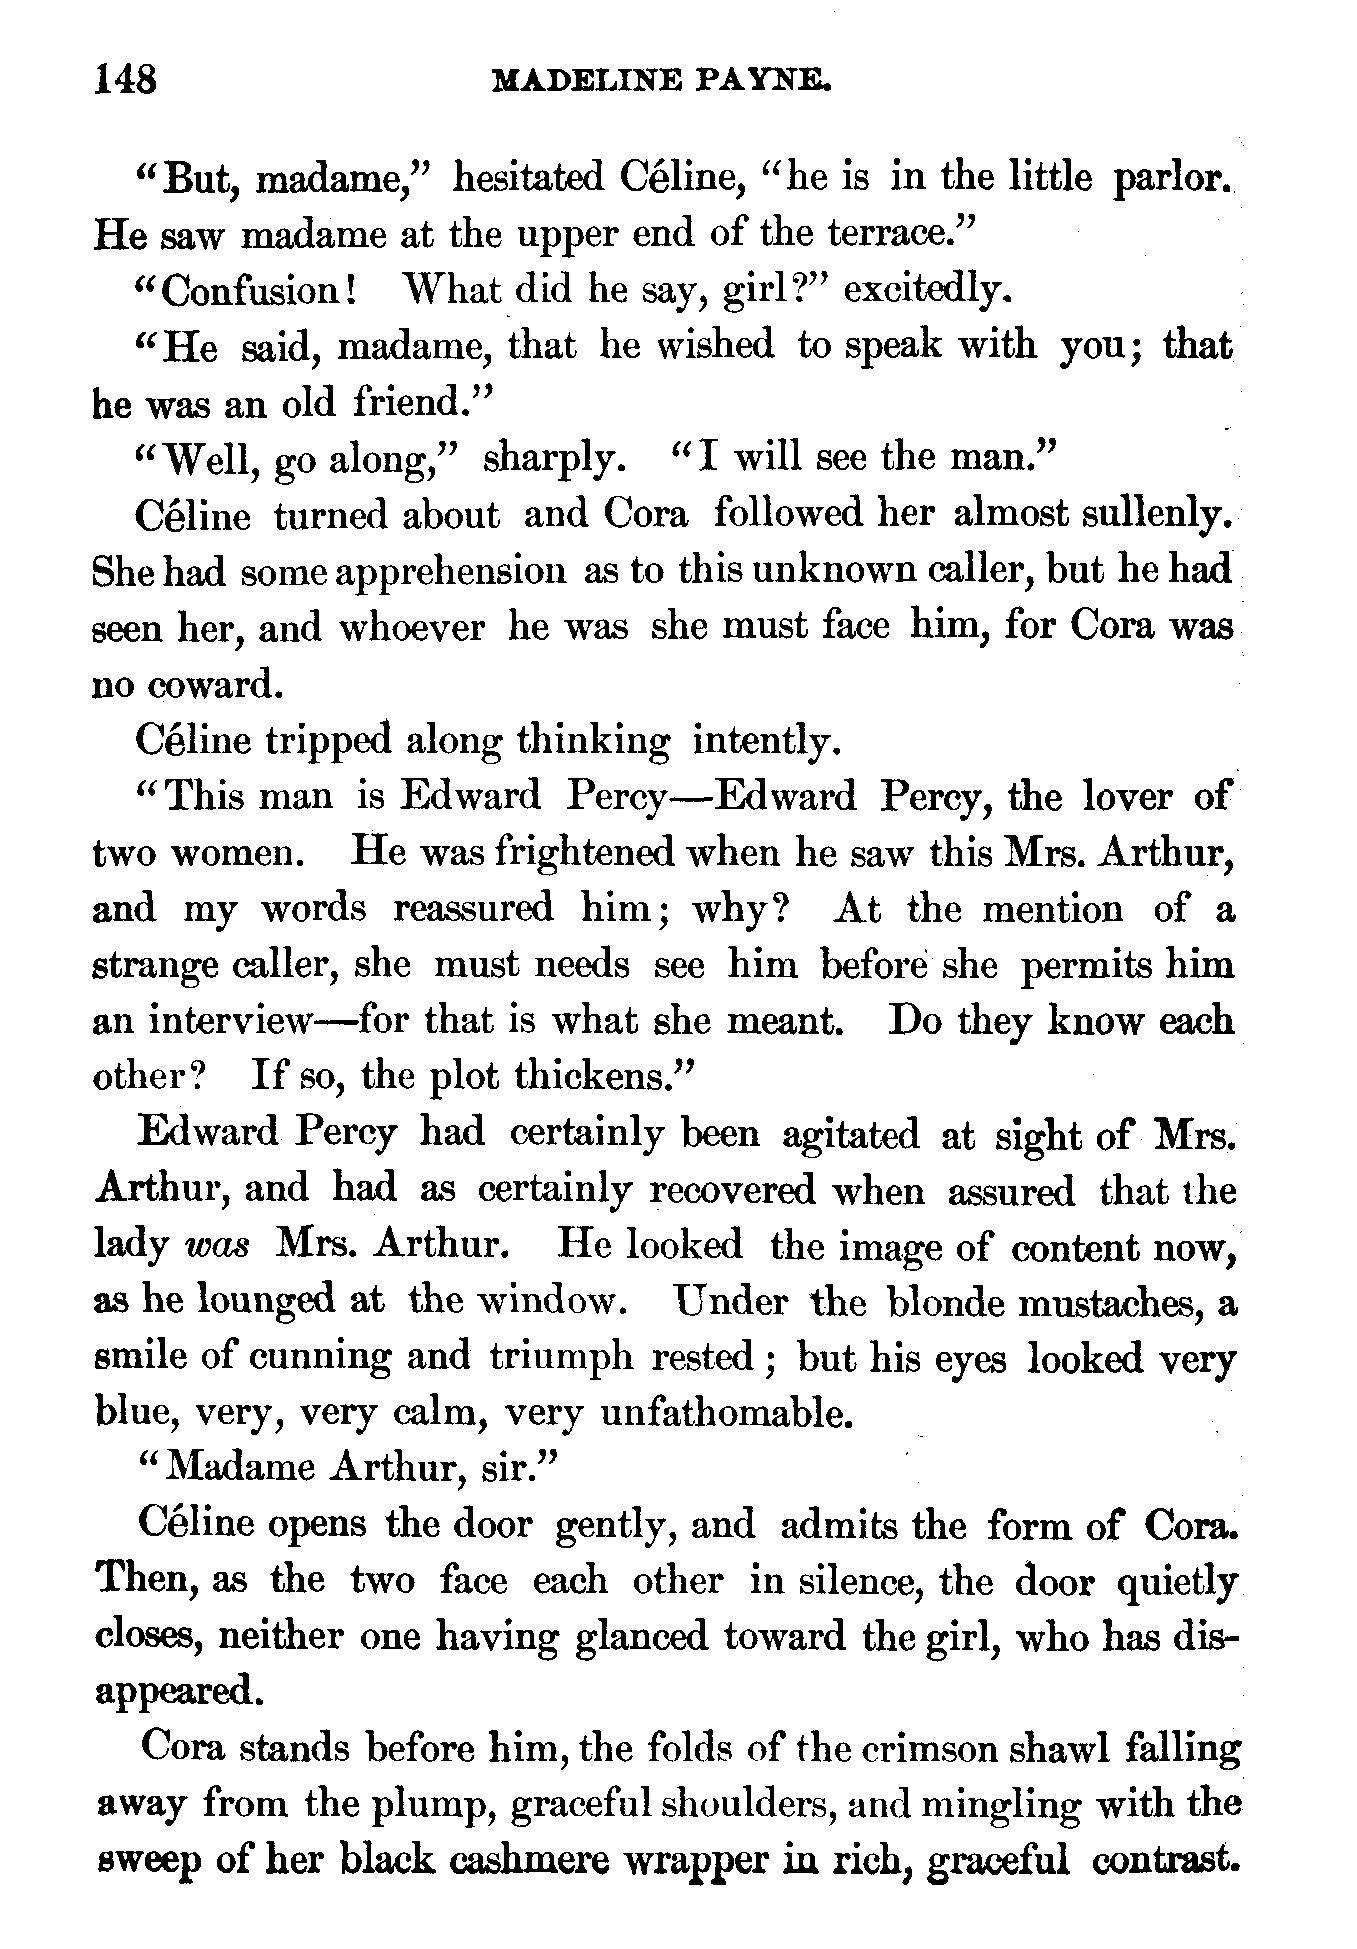 148 MADELINE PAYNE.
"But, madame," hesitated Céline, "he is in the little parlor.
He saw madame at the upper end of the terrace."
"Confusion! What did he say, girl?" excitedly.
"He said, madame, that he wished to speak with you; that
he was an old friend."
"Well, go along," sharply. "I will see the man."
Céline turned about and Cora followed her almost sullenly.
She had some apprehension as to this unknown caller, but he had
seen her, and whoever he was she must face him, for Cora was
no coward.
Céline tripped along thinking intently.
"This man is Edward Percy—Edward Percy, the lover of
two women. He was frightened when he saw this Mrs. Arthur,
and my words reassured him; why? At the mention of a
strange caller, she must needs see him before she permits him
an interview—for that is what she meant. Do they know each
other? If so, the plot thickens."
Edward Percy had certainly been agitated at sight of Mrs.
Arthur, and had as certainly recovered when assured that the
lady was Mrs. Arthur. He looked the image of content now,
as he lounged at the window. Under the blonde mustaches, a
smile of cunning and triumph rested; but his eyes looked very
blue, very, very calm, very unfathomable.
"Madame Arthur, sir."
Céline opens the door gently, and admits the form of Cora.
Then, as the two face each other in silence, the door quietly
closes, neither one having glanced toward the girl, who has dis-
appeared.
Cora stands before him, the folds of the crimson shawl falling
away from the plump, graceful shoulders, and mingling with the
sweep of her black cashmere wrapper in rich, graceful contrast.